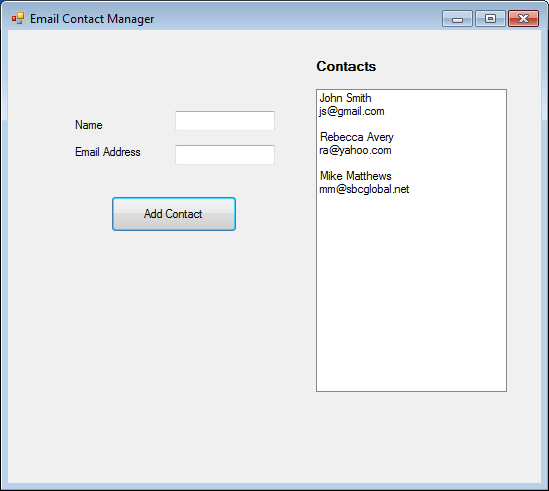 Email Contact Manager
Contacts
Name
Email Address
Add Contact
John Smith
js@gmail.com
Rebecca Avery
ra@yahoo.com
Mike Matthews
mm@sbcglobal.net